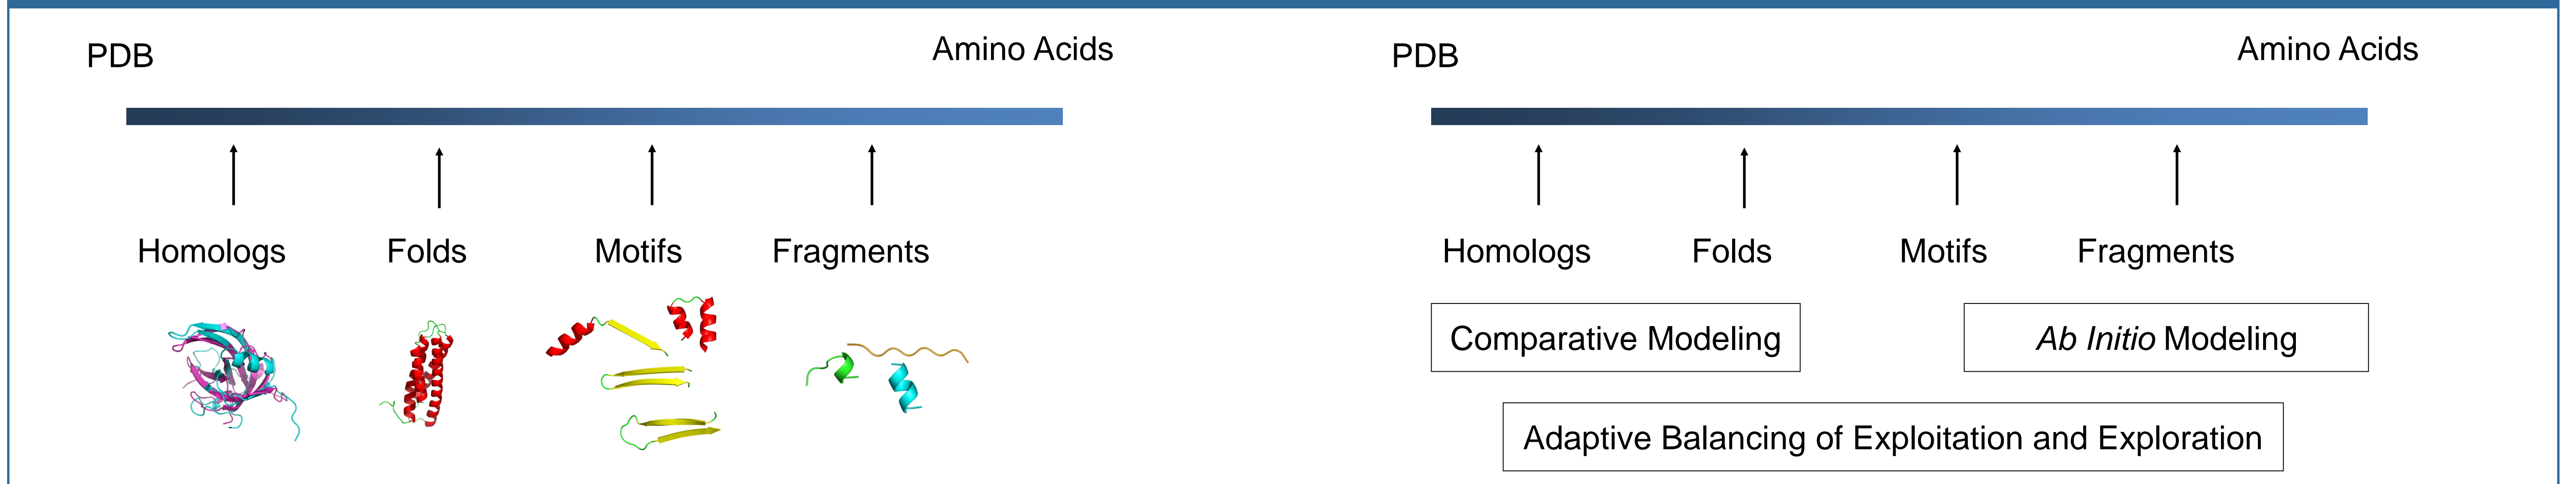 PDB
Amino Acids
Homologs
Folds
Motifs
Fragments
PDB
Amino Acids
Homologs
Folds
Motifs
Fragments
Comparative Modeling
Ab Initio Modeling
Adaptive Balancing of Exploitation and Exploration